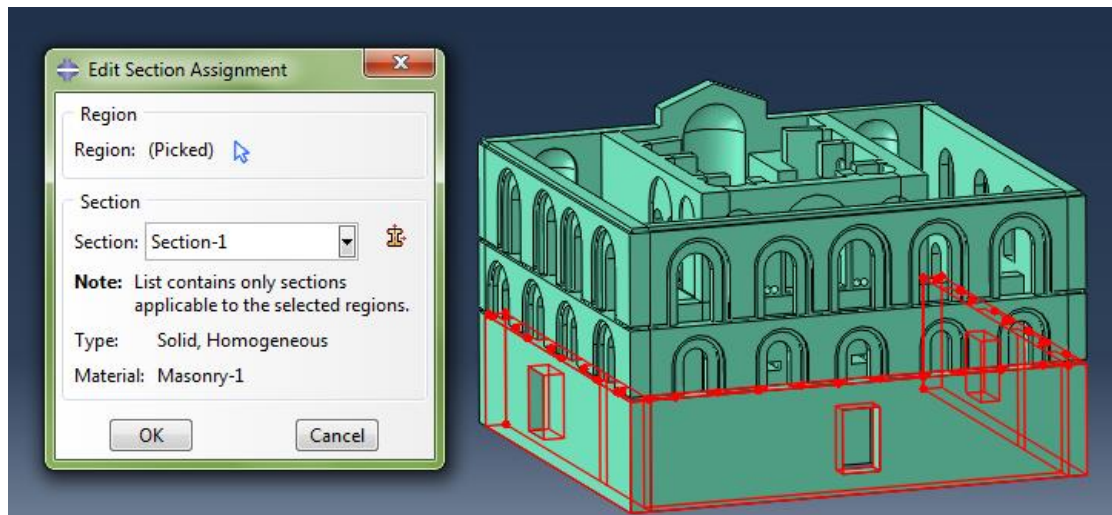 Edit Section Assignment
Region
Region: (Picked)
Section
Section: Section-1
Note: List contains only sections
applicable to the selected regions.
Type: Solid, Homogeneous
Material: Masonry-1
OK Cancel